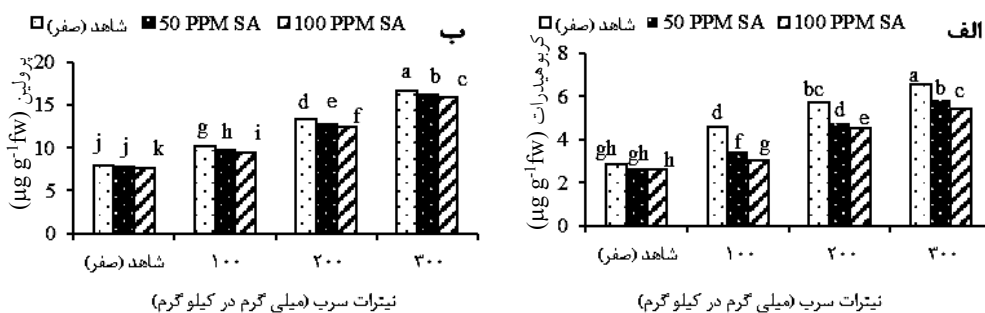 الف
شاهد (صفر) 50 PPM SA 100 PPM SA
کربوهیدرات
(µg g-1fw)
8
6
4
2
0
gh gh h
e f g
bc d e
a b c
شاهد (صفر) ۱۰۰ ۲۰۰ ۳۰۰
نیترات سرب (میلی گرم در کیلو گرم)
ب
شاهد (صفر) 50 PPM SA 100 PPM SA
پرولین
(µg g-1fw)
20
15
10
5
0
j j k
g h i
d e f
a b c
شاهد (صفر) ۱۰۰ ۲۰۰ ۳۰۰
نیترات سرب (میلی گرم در کیلو گرم)